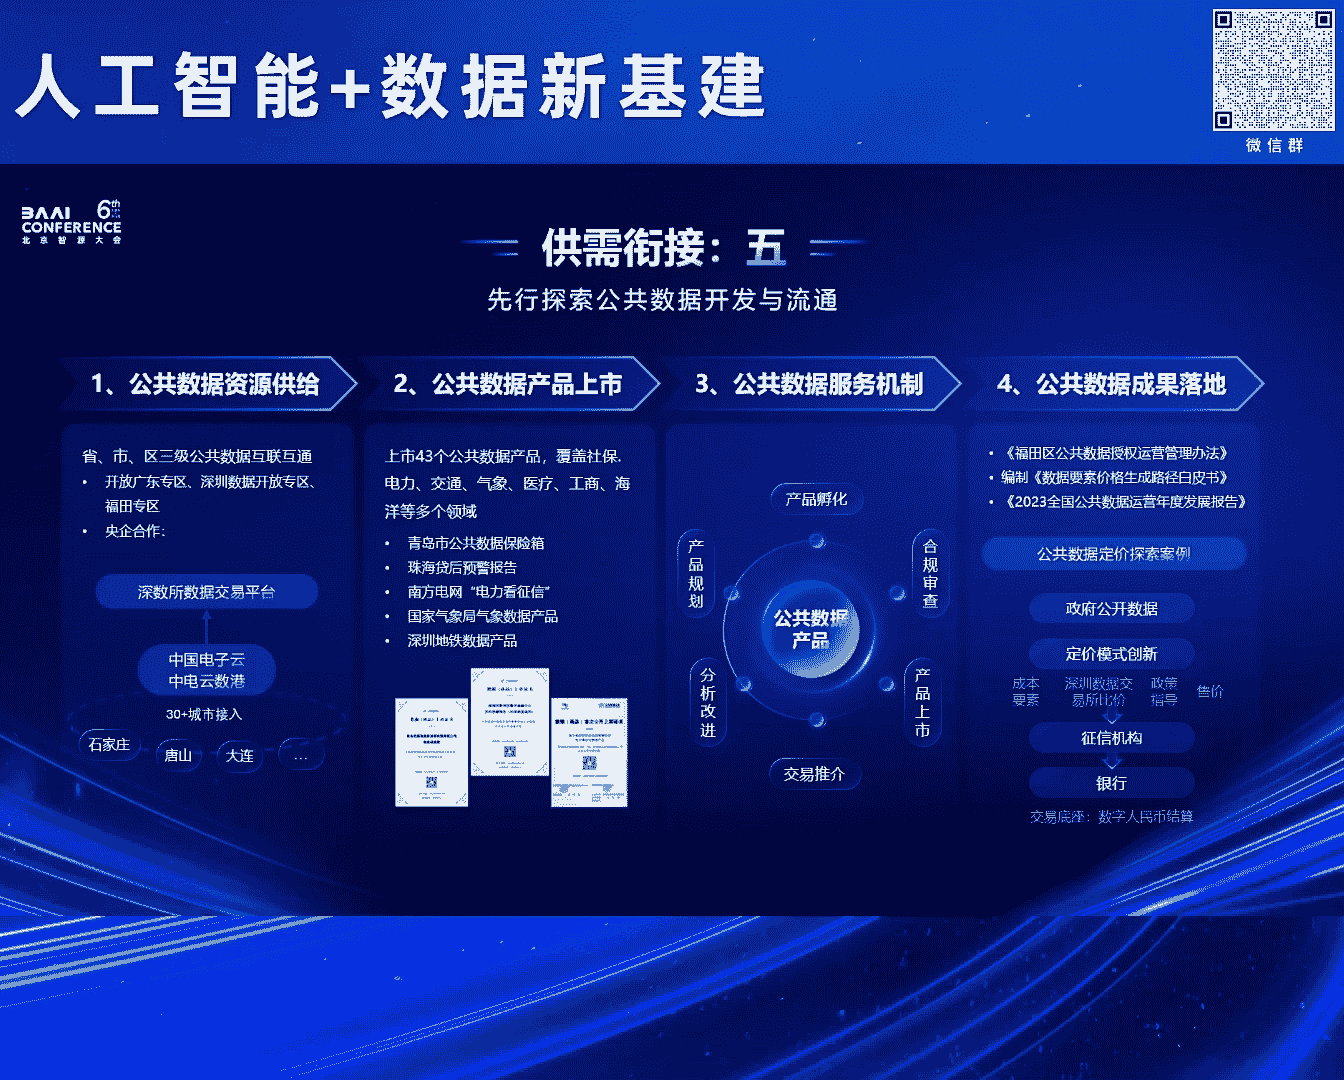 人工智能+数据新基建
微信群
BAAI 6th
CONFERENCE
北京智源大会
供需衔接：五
先行探索公共数据开发与流通
1、公共数据资源供给
省、市、区三级公共数据互联互通
• 开放广东专区、深圳数据开放专区、
福田专区
• 央企合作：
深数所数据交易平台
中国电子云
中电云数港
30+城市接入
石家庄
唐山
大连
...
2、公共数据产品上市
上市43个公共数据产品，覆盖社保、
电力、交通、气象、医疗、工商、海
洋等多个领域
• 青岛市公共数据保险箱
• 珠海贷后预警报告
• 南方电网“电力看征信”
• 国家气象局气象数据产品
• 深圳地铁数据产品
3、公共数据服务机制
产品孵化
合规审查
产品上市
交易推介
分析改进
产品规划
公共数据
产品
4、公共数据成果落地
• 《福田区公共数据授权运营管理办法》
• 编制《数据要素价格生成路径白皮书》
• 《2023全国公共数据运营年度发展报告》
公共数据定价探索案例
政府公开数据
定价模式创新
成本
要素
深圳数据交
易所比价
政策
指导
售价
征信机构
银行
交易底座：数字人民币结算